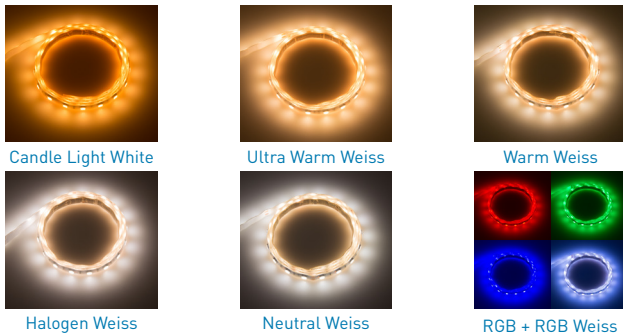 Candle Light White
Ultra Warm Weiss
Warm Weiss
Halogen Weiss
Neutral Weiss
RGB + RGB Weiss